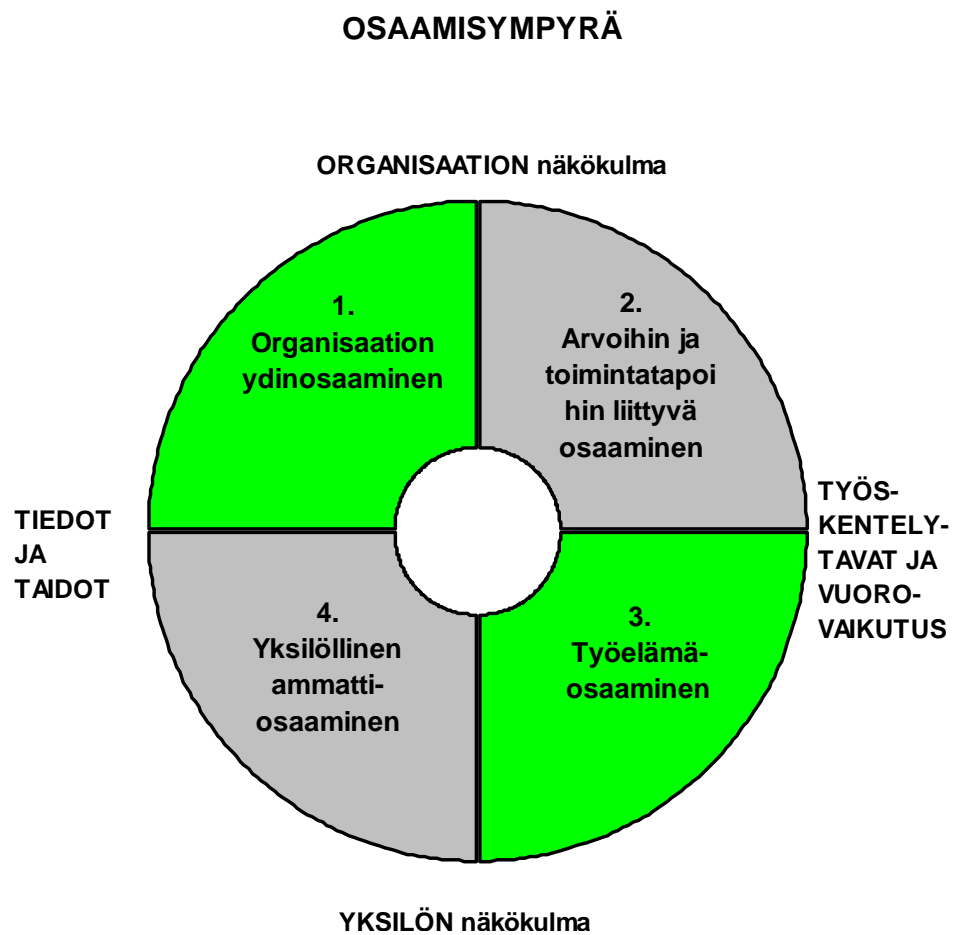 OSAAMISYMPYRÄ
ORGANISAATION näkökulma
1.
Organisaation
ydinosaaminen
2.
Arvoihin ja
toimintatapoi
hin liittyvä
osaaminen
TIEDOT
JA
TAIDOT
TYÖS-
KENTELY-
TAVAT JA
VUORO-
VAIKUTUS
4.
Yksilöllinen
ammatti-
osaaminen
3.
Työelämä-
osaaminen
YKSILÖN näkökulma